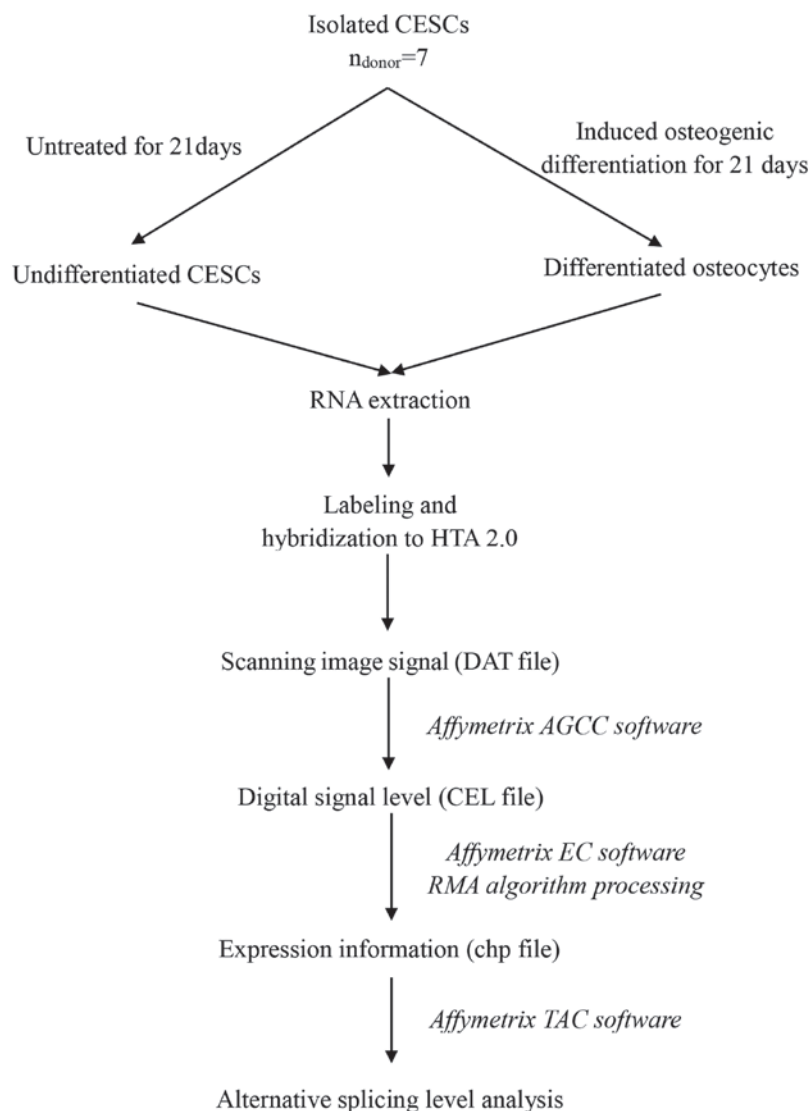 Isolated CESCs
n_donor=7
Untreated for 21days
Induced osteogenic
differentiation for 21 days
Undifferentiated CESCs
Differentiated osteocytes
RNA extraction
Labeling and
hybridization to HTA 2.0
Scanning image signal (DAT file)
Affymetrix AGCC software
Digital signal level (CEL file)
Affymetrix EC software
RMA algorithm processing
Expression information (chp file)
Affymetrix TAC software
Alternative splicing level analysis